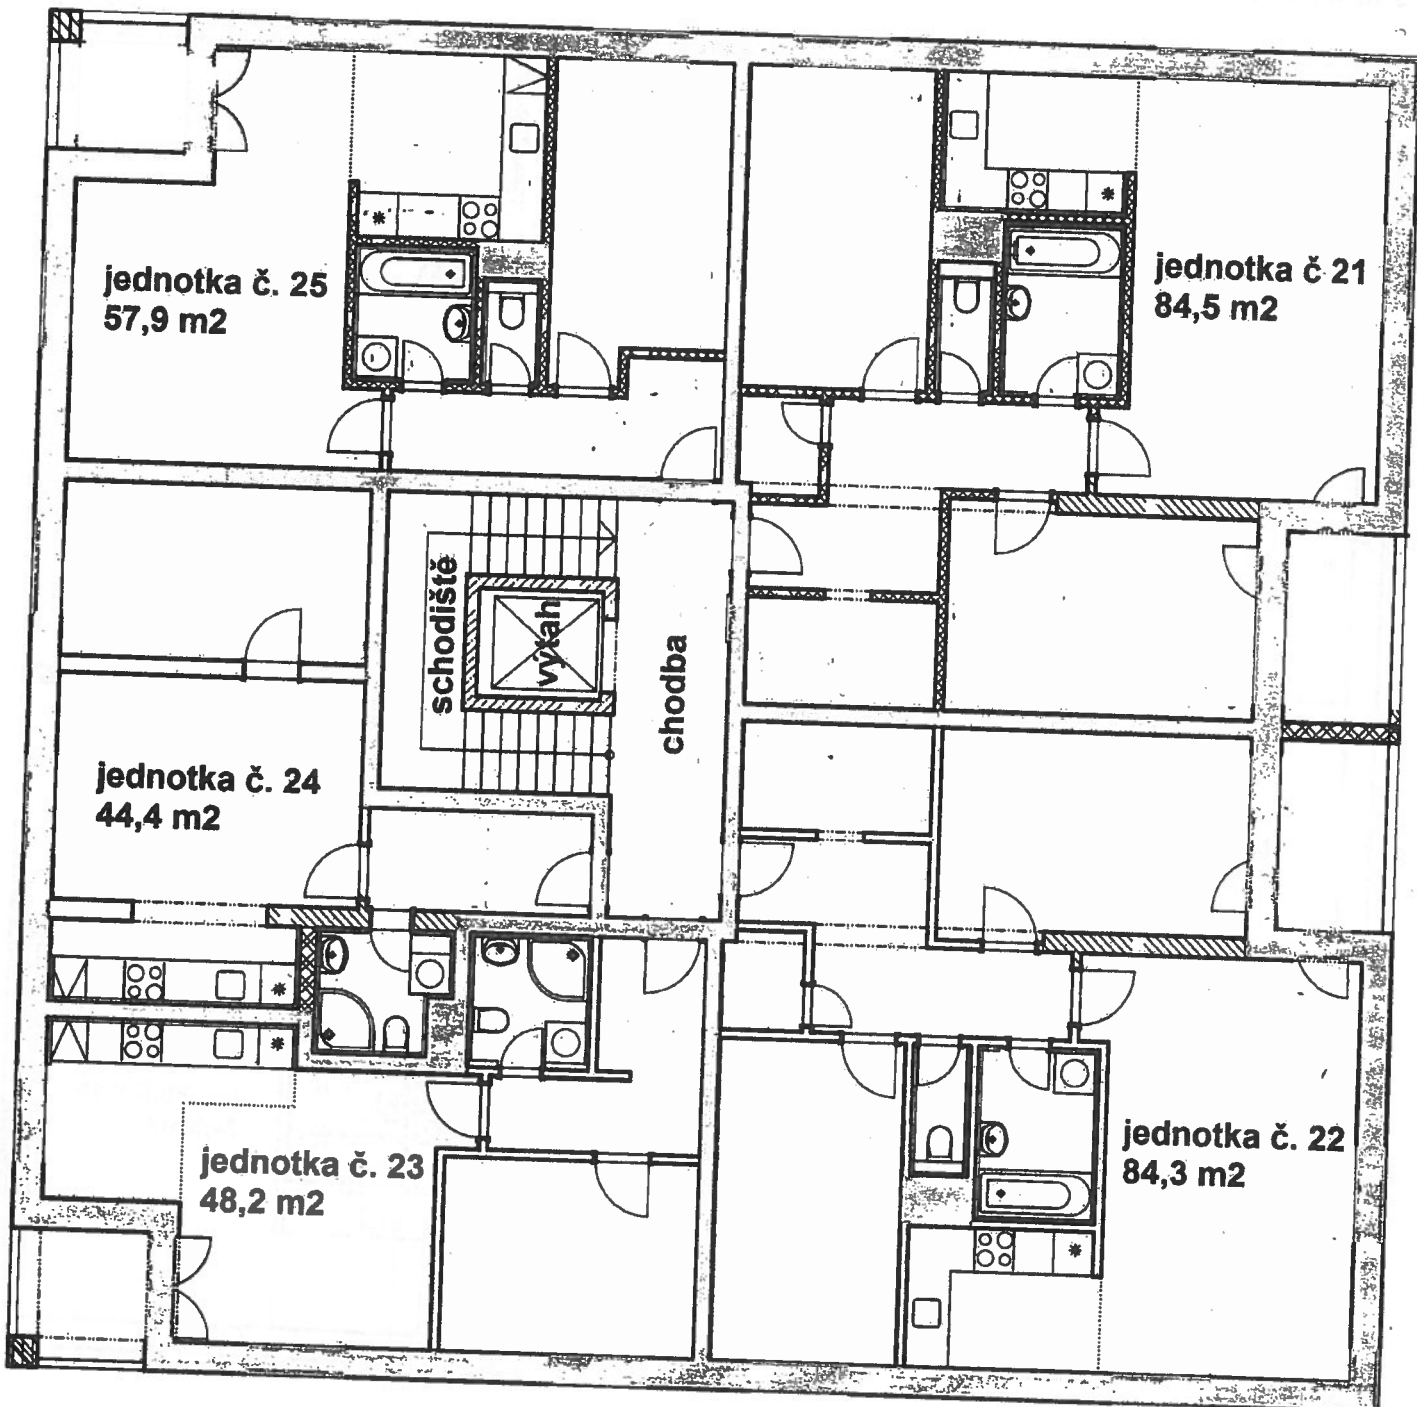 jednotka č. 25
57,9 m2
jednotka č 21
84,5 m2
schodiště
výtah
chodba
jednotka č. 24
44,4 m2
jednotka č. 23
48,2 m2
jednotka č. 22
84,3 m2